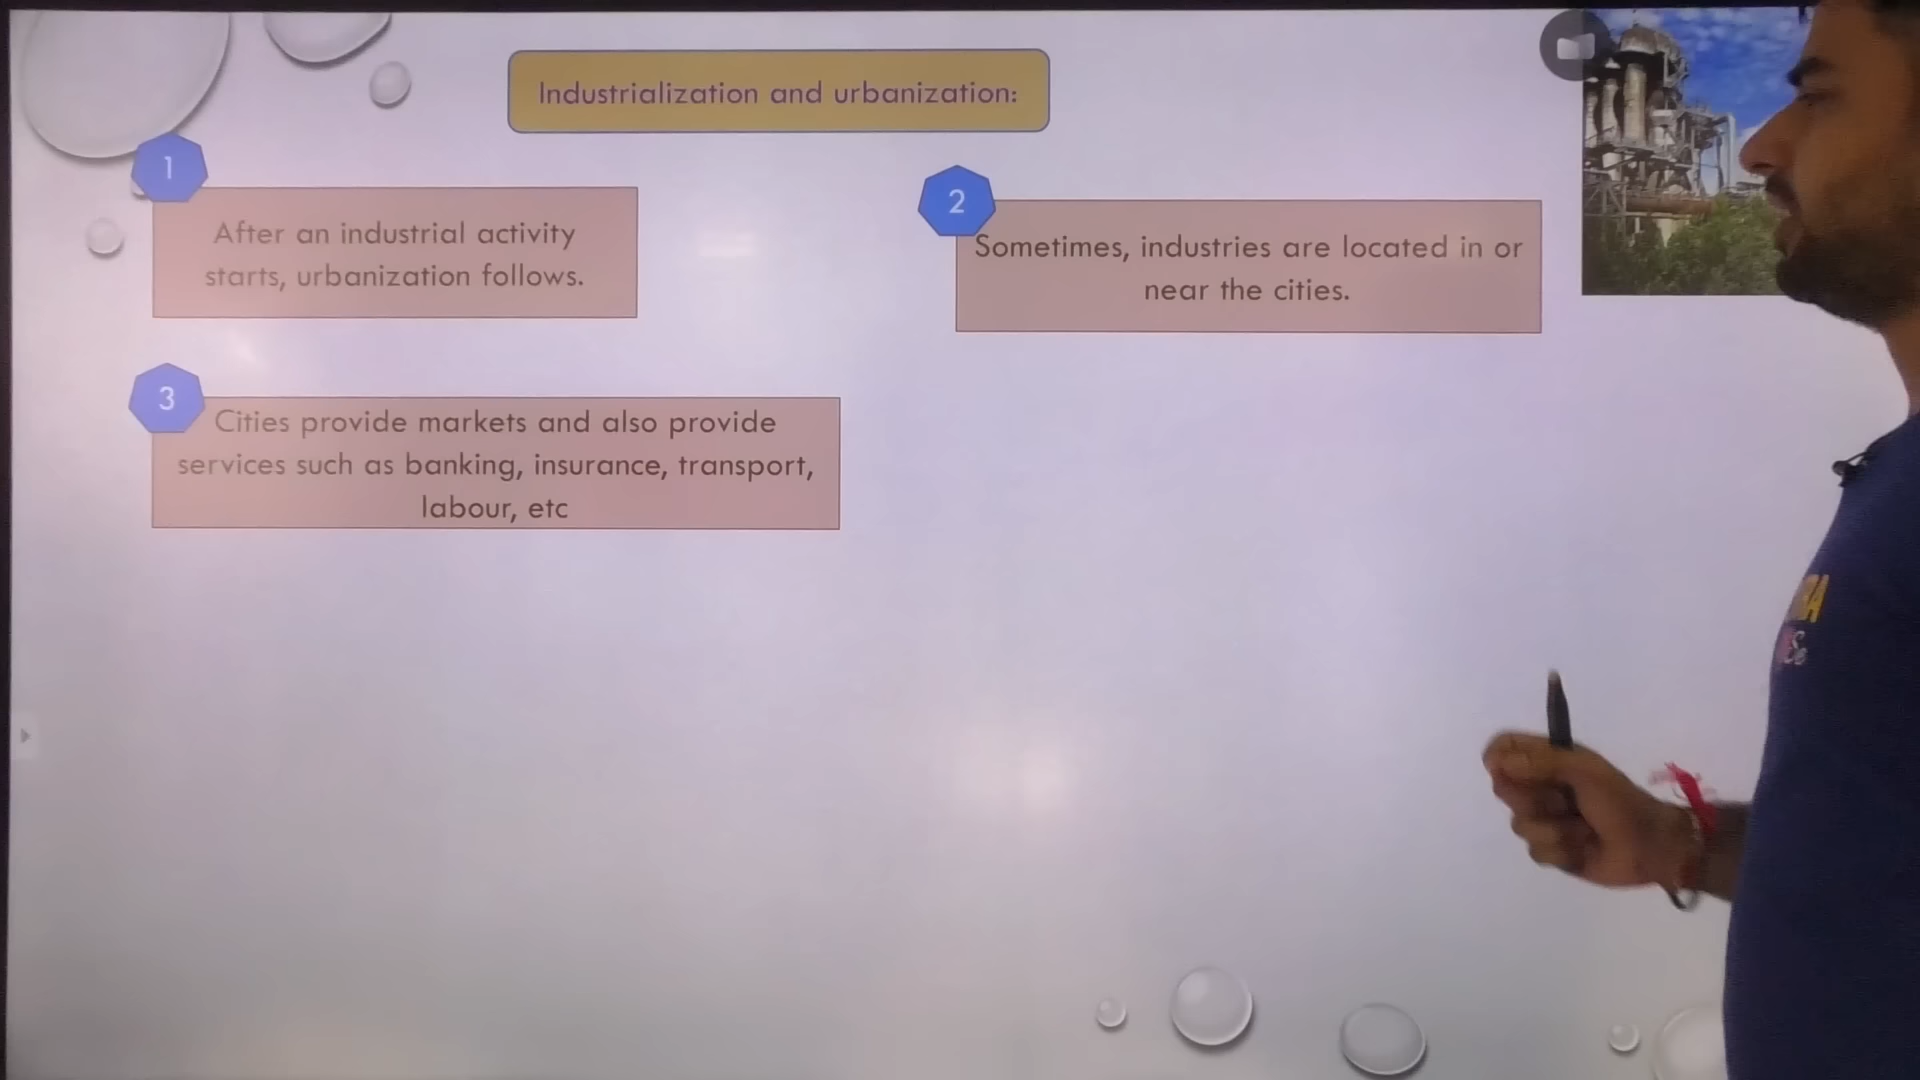 Industrialization and urbanization:
1
After an industrial activity
starts, urbanization follows.
2
Sometimes, industries are located in or
near the cities.
3
Cities provide markets and also provide
services such as banking, insurance, transport,
labour, etc